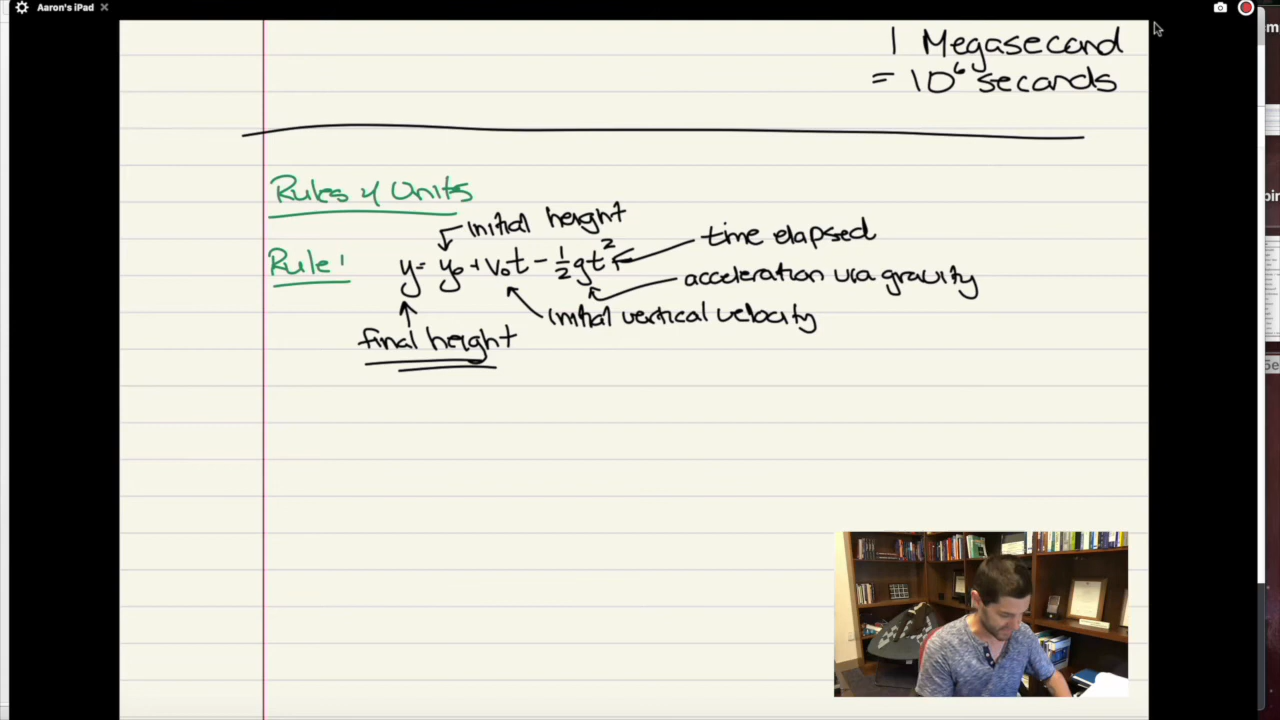 Aaron's iPad
1 Megasecond
= 10⁶ seconds
Rules of Units
initial height
time elapsed
Rule 1
y = y₀ + v₀t - ½gt²
acceleration via gravity
initial vertical velocity
final height